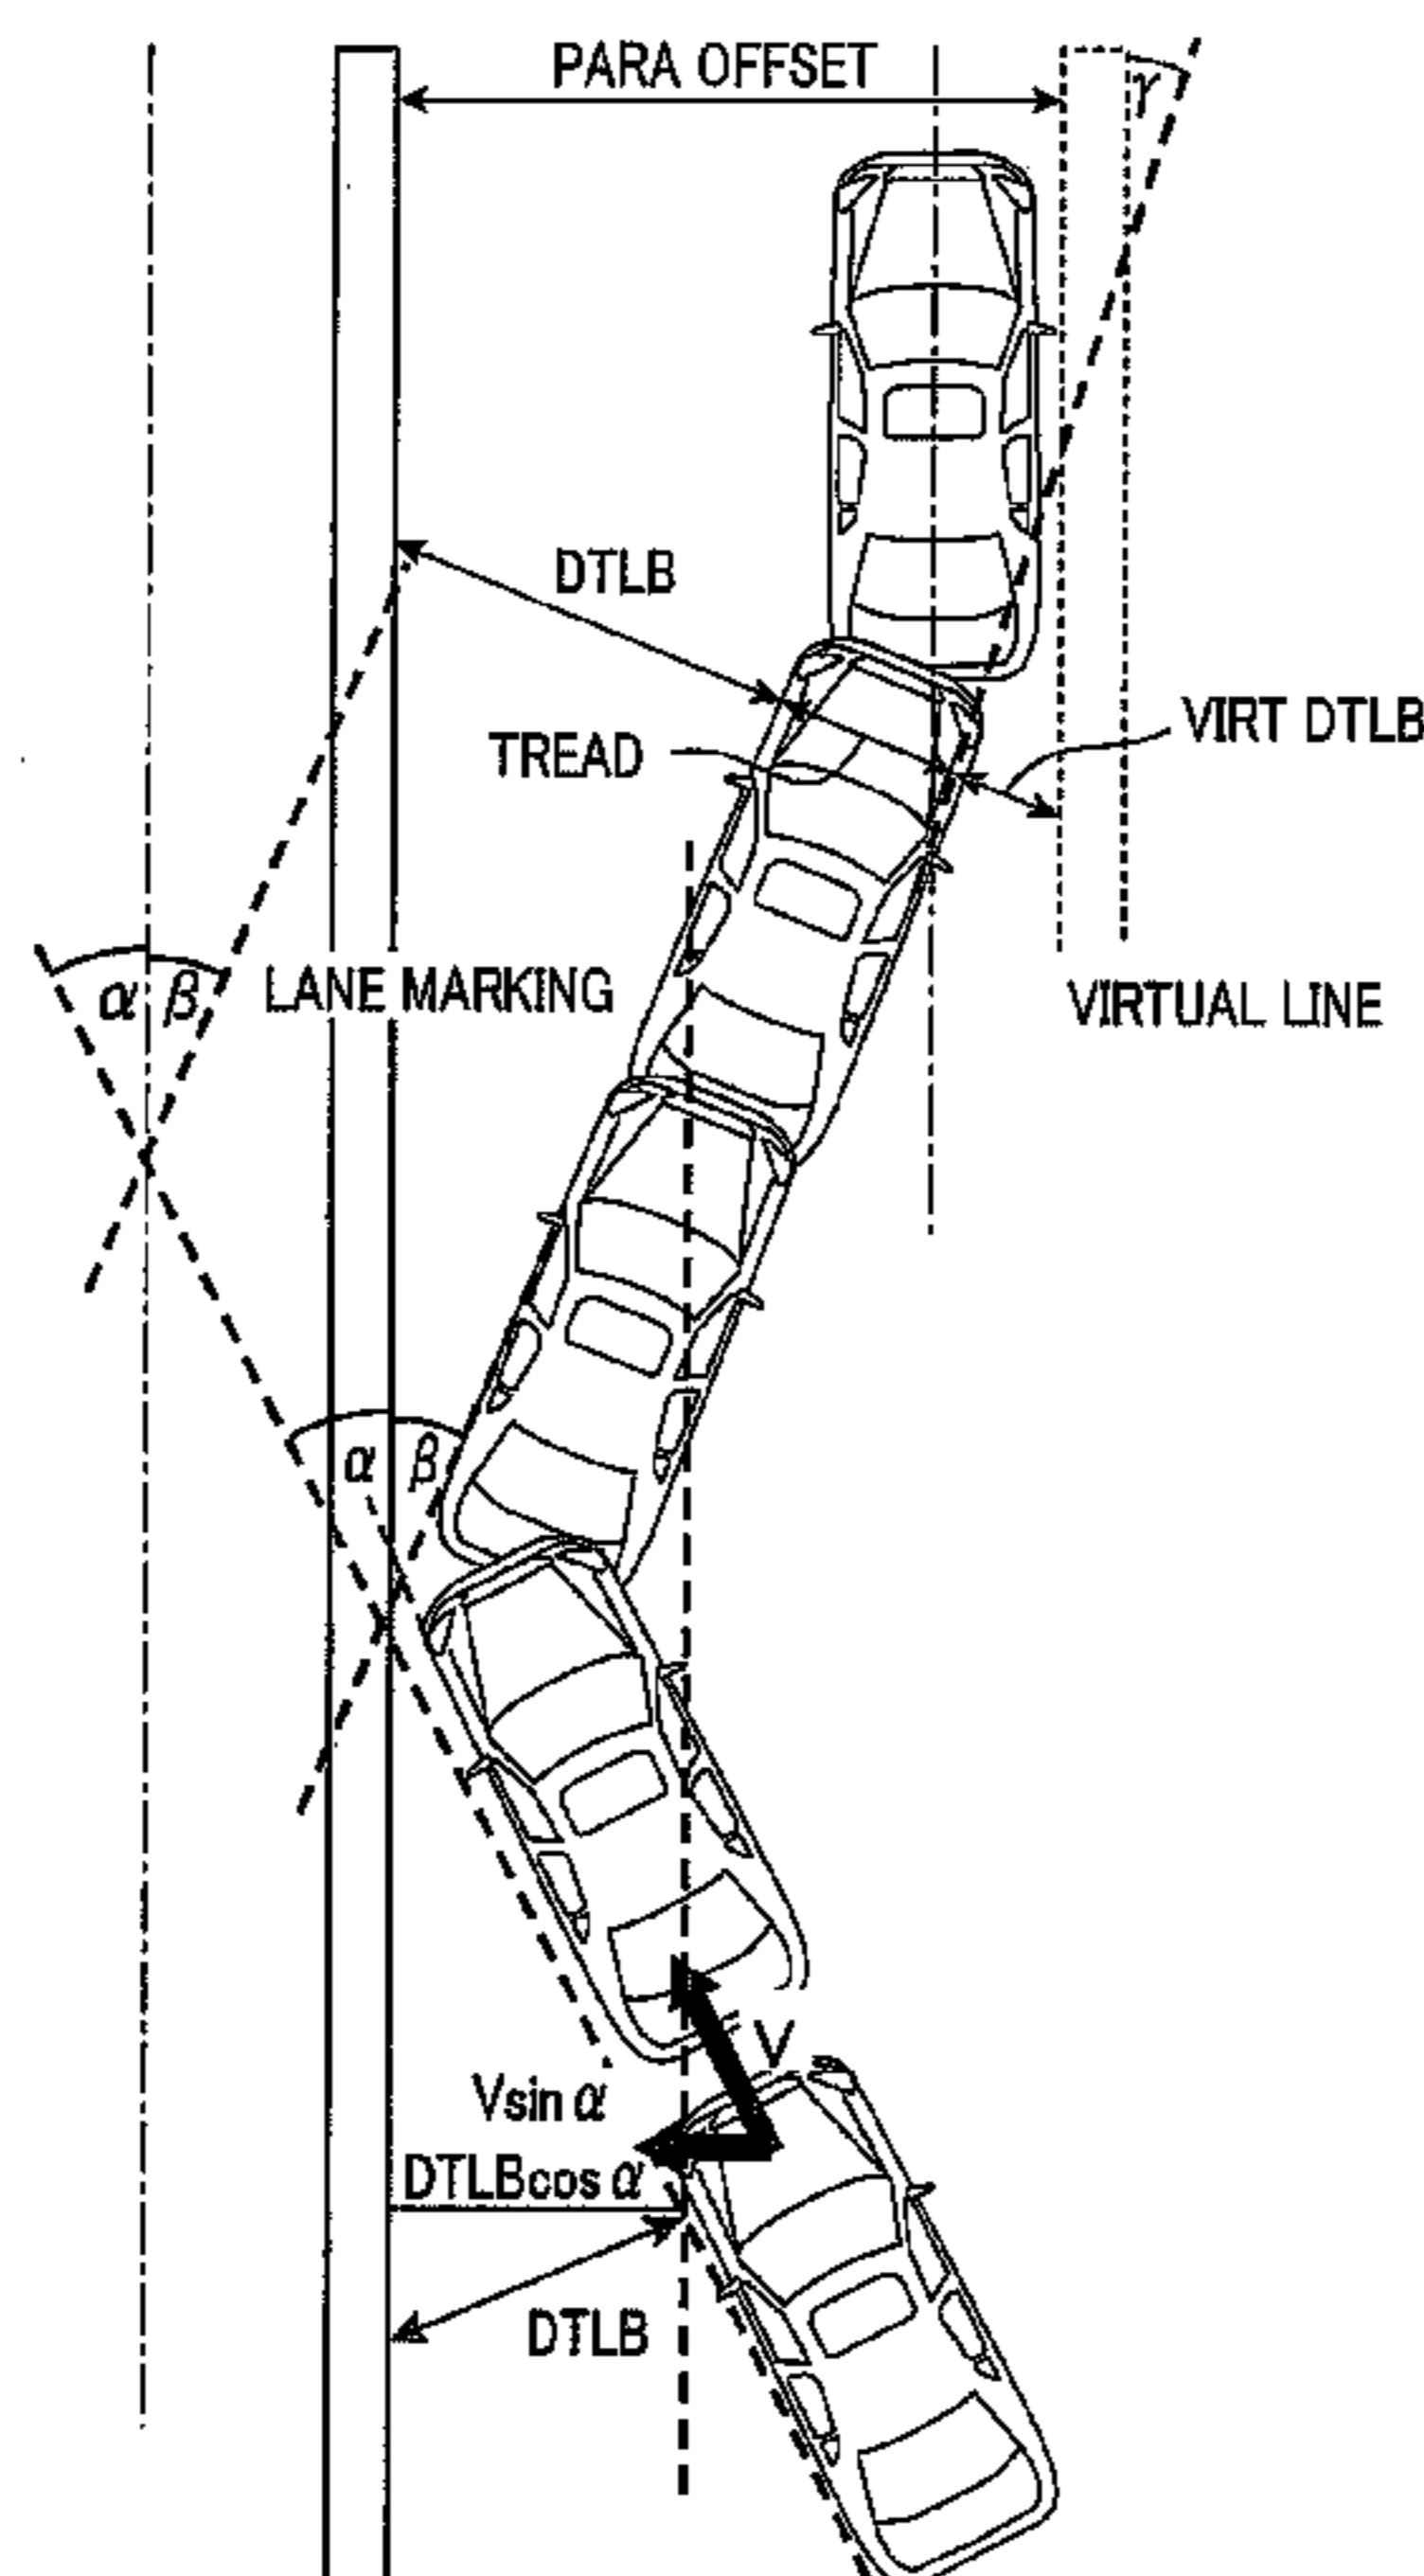 PARA OFFSET
γ
DTLB
VIRT DTLB
TREAD
α β
LANE MARKING
VIRTUAL LINE
α β
V
Vsin α
DTLBcos α
DTLB